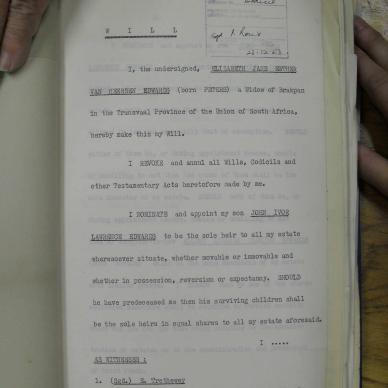 W I L L
I, the undersigned, ELIZABETH JANE ESTHER
VAN HEERDEN EDWARDS (born PETERS) a Widow of Brakpan
in the Transvaal Province of the Union of South Africa,
hereby make this my Will.
I REVOKE and annul all Wills, Codicils and
other Testamentary Acts heretofore made by me.
I NOMINATE and appoint my son JOHN IVOR
LAWRENCE EDWARDS to be the sole heir to all my estate
wheresoever situate, whether movable or immovable and
whether in possession, reversion or expectancy. SHOULD
he have predeceased me then his surviving children shall
be the sole heirs in equal shares to all my estate aforesaid.
I .....
AS WITNESSES :
1. (Sgd.) E. Trethewey